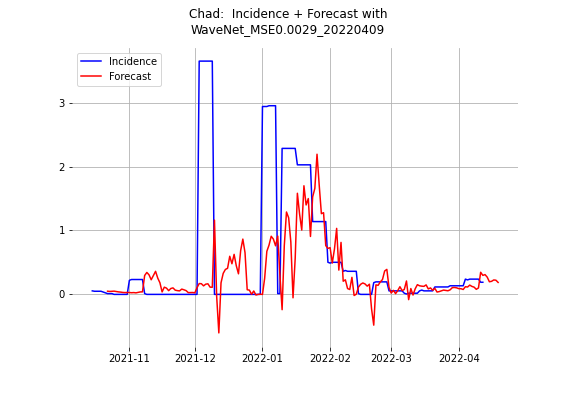 Chad:  Incidence + Forecast with
WaveNet_MSE0.0029_20220409
Incidence
Forecast
3
2
1
0
2021-11
2021-12
2022-01
2022-02
2022-03
2022-04